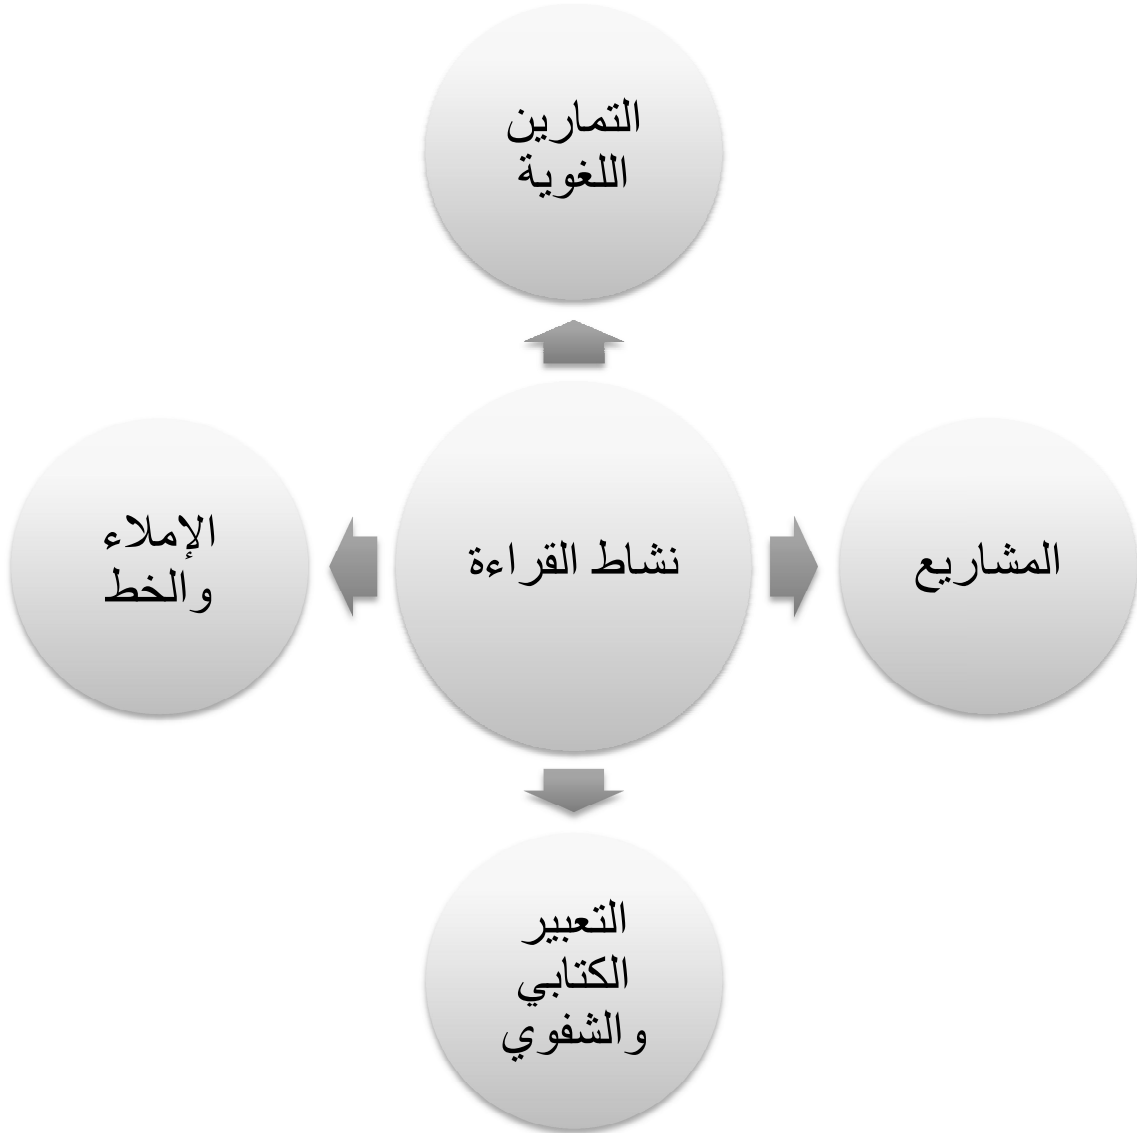 التمارين
اللغوية
المشاريع
نشاط القراءة
الإملاء
والخط
التعبير
الكتابي
والشفوي